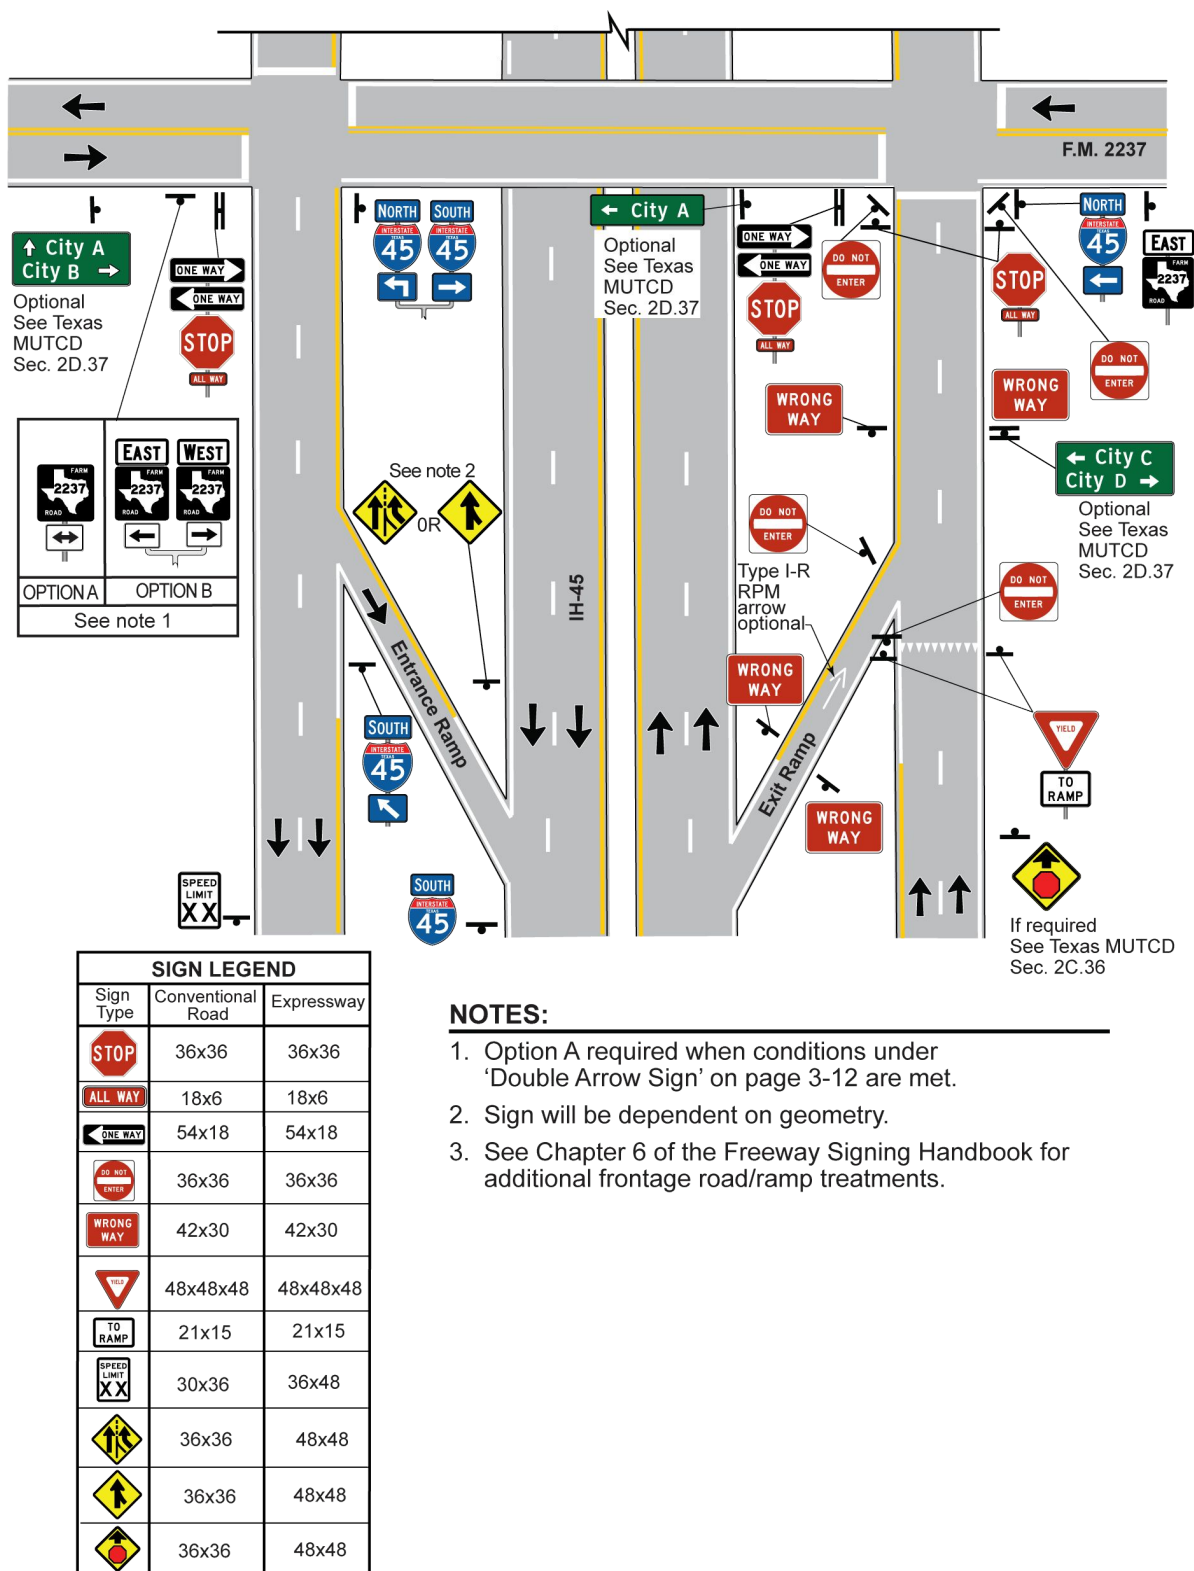 F.M. 2237
City A
City B
Optional
See Texas
MUTCD
Sec. 2D.37
ONE WAY
ONE WAY
STOP
ALL WAY
NORTH
SOUTH
INTERSTATE
TEXAS
45
INTERSTATE
TEXAS
45
City A
Optional
See Texas
MUTCD
Sec. 2D.37
ONE WAY
ONE WAY
STOP
ALL WAY
DO NOT
ENTER
STOP
ALL WAY
NORTH
INTERSTATE
TEXAS
45
EAST
FARM
2237
ROAD
DO NOT
ENTER
WRONG
WAY
WRONG
WAY
City C
City D
Optional
See Texas
MUTCD
Sec. 2D.37
FARM
2237
ROAD
OPTION A
EAST
WEST
FARM
2237
ROAD
FARM
2237
ROAD
OPTION B
See note 1
See note 2
OR
DO NOT
ENTER
Type I-R
RPM
arrow
optional
DO NOT
ENTER
IH-45
Entrance Ramp
Exit Ramp
WRONG
WAY
SOUTH
INTERSTATE
TEXAS
45
YIELD
TO
RAMP
WRONG
WAY
SPEED
LIMIT
XX
SOUTH
INTERSTATE
TEXAS
45
If required
See Texas MUTCD
Sec. 2C.36
SIGN LEGEND
Sign
Type
Conventional
Road
Expressway
STOP 36x36 36x36
ALL WAY 18x6 18x6
ONE WAY 54x18 54x18
DO NOT
ENTER
36x36 36x36
WRONG
WAY
42x30 42x30
YIELD 48x48x48 48x48x48
TO
RAMP
21x15 21x15
SPEED
LIMIT
XX
30x36 36x48
36x36 48x48
36x36 48x48
36x36 48x48
NOTES:
1. Option A required when conditions under
‘Double Arrow Sign’ on page 3-12 are met.
2. Sign will be dependent on geometry.
3. See Chapter 6 of the Freeway Signing Handbook for
additional frontage road/ramp treatments.